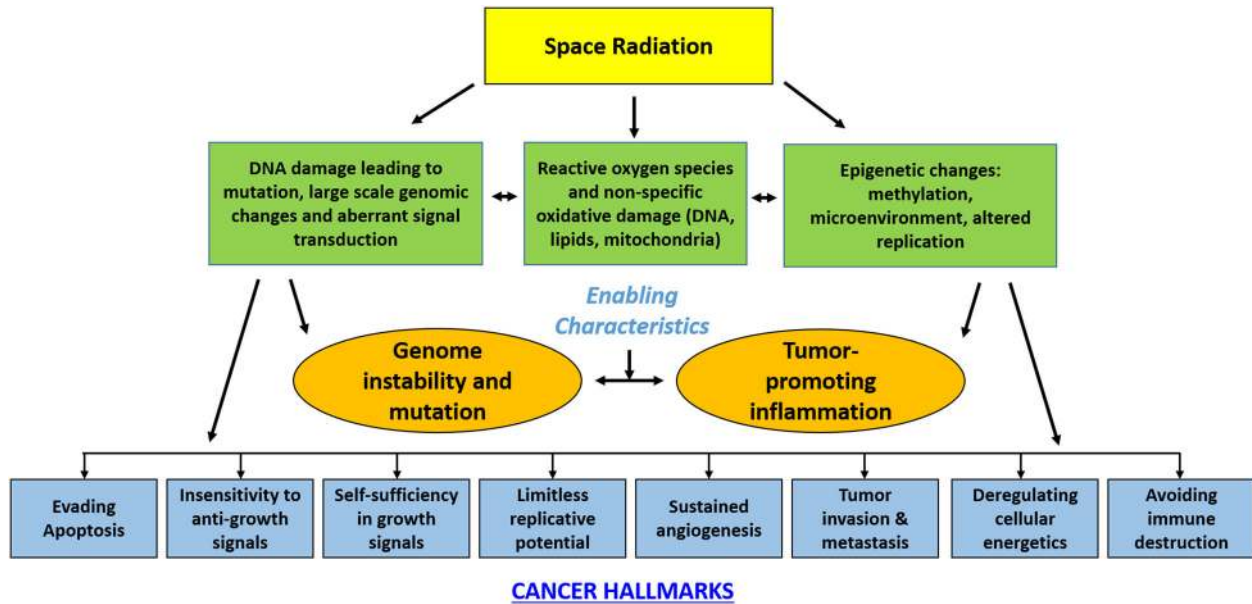 Space Radiation
DNA damage leading to
mutation, large scale genomic
changes and aberrant signal
transduction
Reactive oxygen species
and non-specific
oxidative damage (DNA,
lipids, mitochondria)
Epigenetic changes:
methylation,
microenvironment, altered
replication
Enabling
Characteristics
Genome
instability and
mutation
Tumor-
promoting
inflammation
Evading
Apoptosis
Insensitivity to
anti-growth
signals
Self-sufficiency
in growth
signals
Limitless
replicative
potential
Sustained
angiogenesis
Tumor
invasion &
metastasis
Deregulating
cellular
energetics
Avoiding
immune
destruction
CANCER HALLMARKS